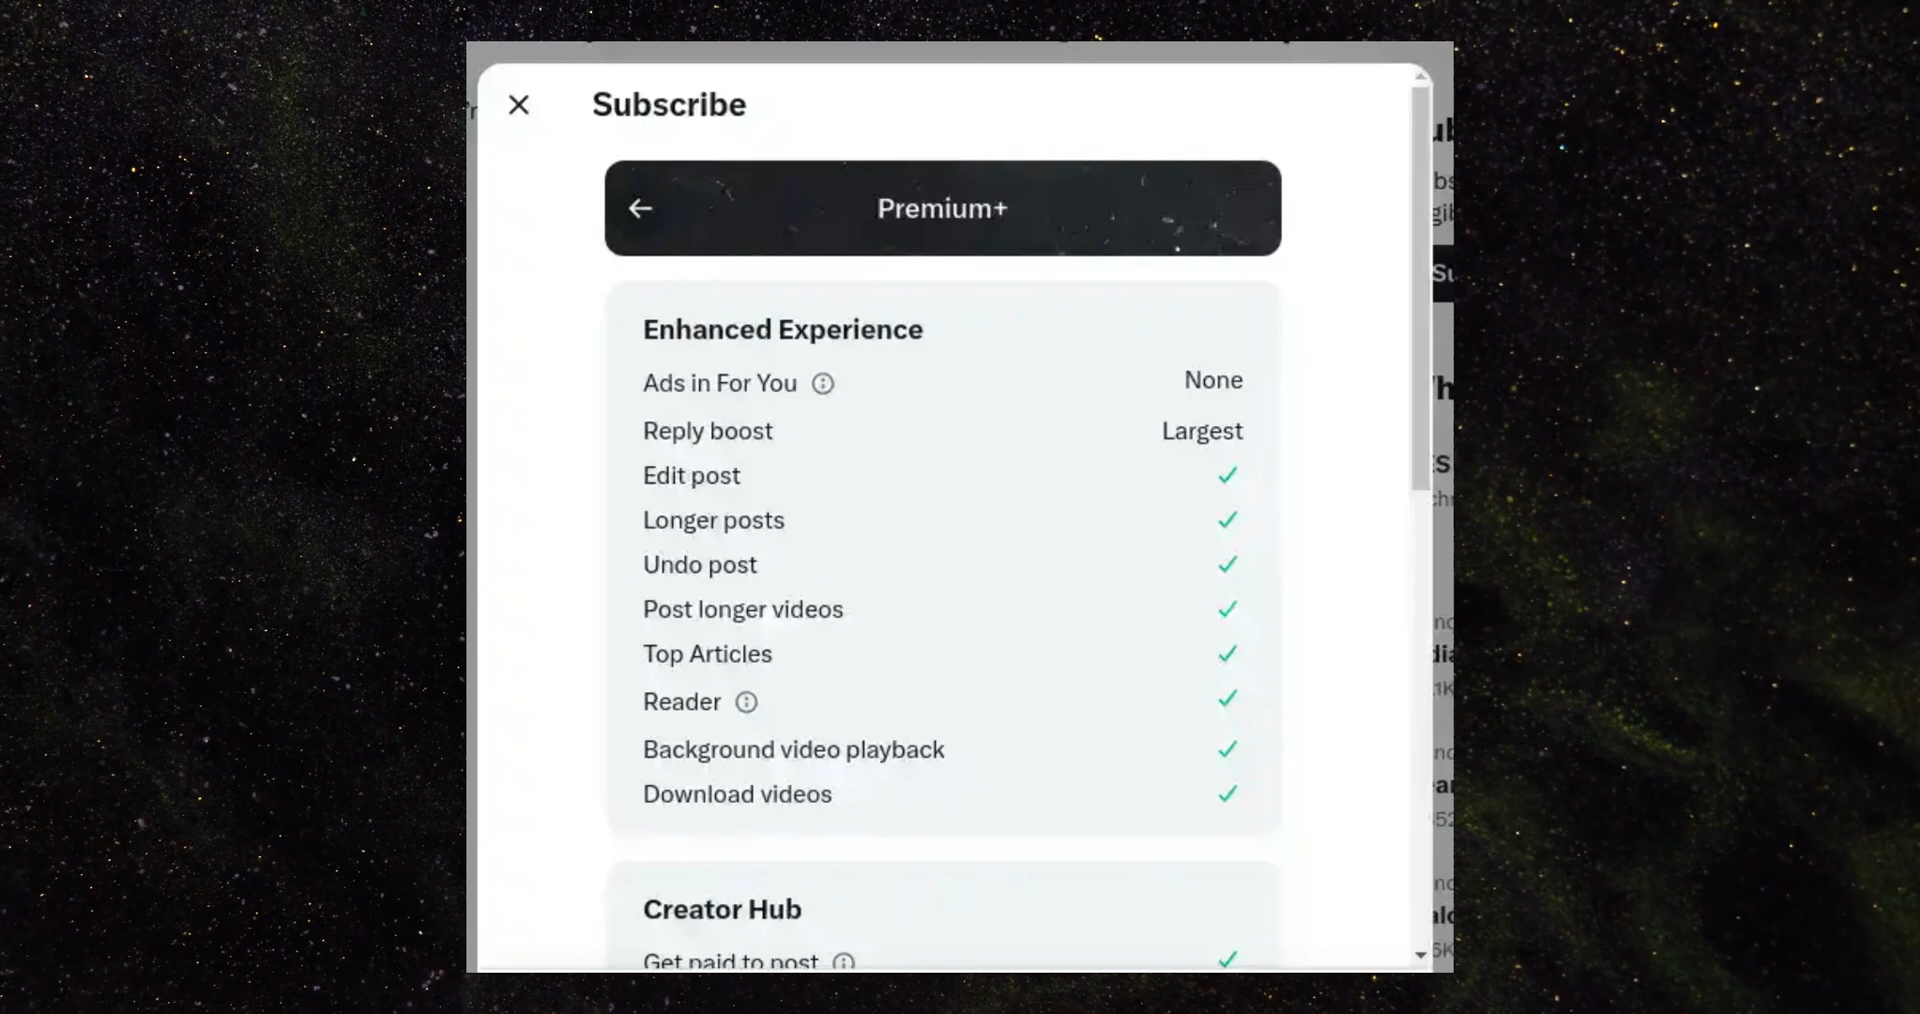 Subscribe
Premium+
Enhanced Experience
Ads in For You None
Reply boost Largest
Edit post
Longer posts
Undo post
Post longer videos
Top Articles
Reader
Background video playback
Download videos
Creator Hub
Get paid to post